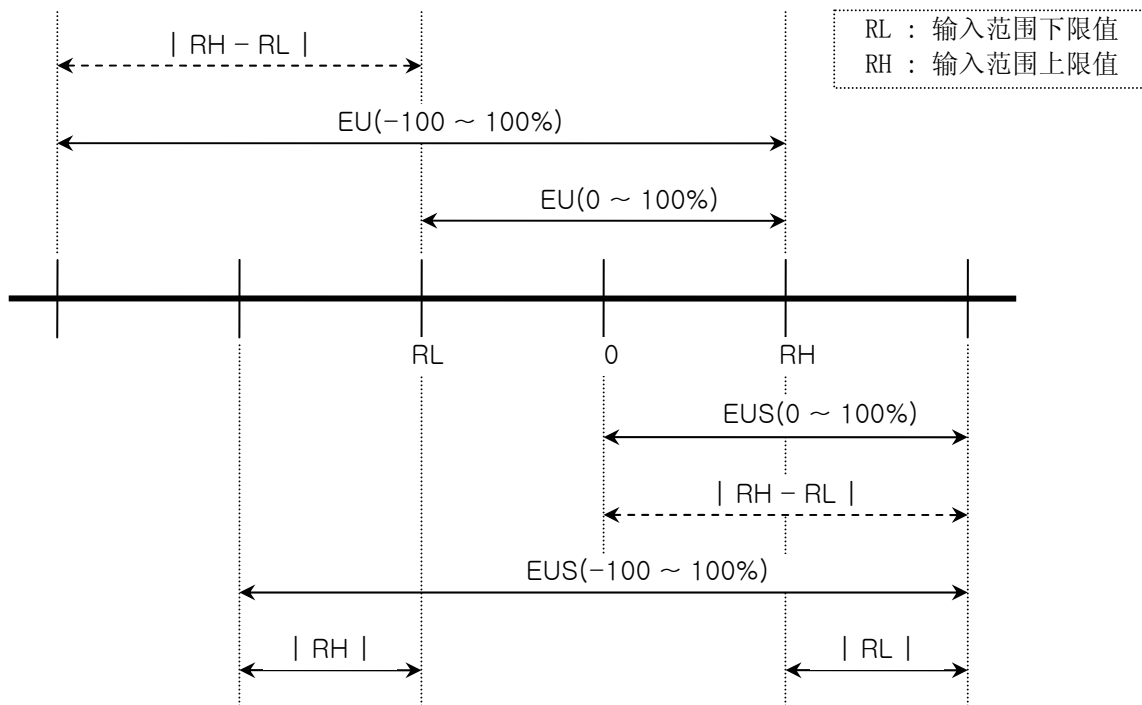 RL : 输入范围下限值
RH : 输入范围上限值
| RH - RL |
EU(-100 ~ 100%)
EU(0 ~ 100%)
RL 0 RH
EUS(0 ~ 100%)
| RH - RL |
EUS(-100 ~ 100%)
| RH | | RL |